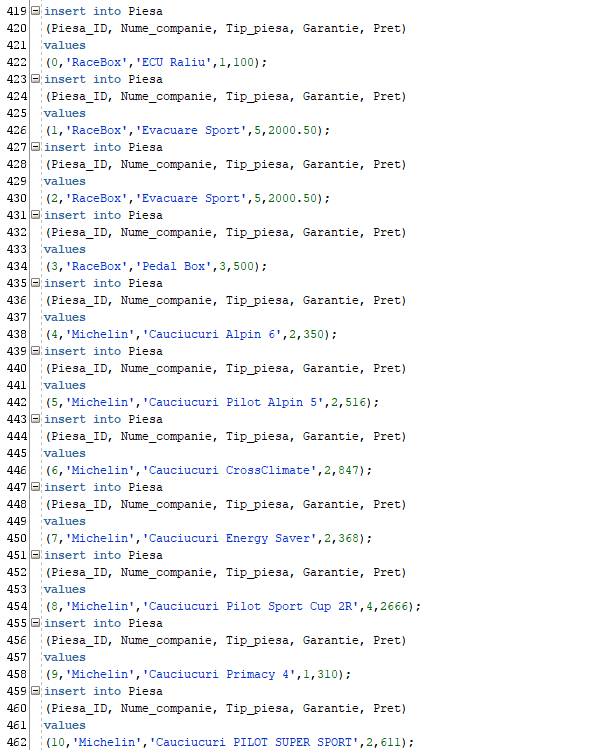 419 insert into Piesa
420 (Piesa_ID, Nume_companie, Tip_piesa, Garantie, Pret)
421 values
422 (0,'RaceBox','ECU Raliu',1,100);
423 insert into Piesa
424 (Piesa_ID, Nume_companie, Tip_piesa, Garantie, Pret)
425 values
426 (1,'RaceBox','Evacuare Sport',5,2000.50);
427 insert into Piesa
428 (Piesa_ID, Nume_companie, Tip_piesa, Garantie, Pret)
429 values
430 (2,'RaceBox','Evacuare Sport',5,2000.50);
431 insert into Piesa
432 (Piesa_ID, Nume_companie, Tip_piesa, Garantie, Pret)
433 values
434 (3,'RaceBox','Pedal Box',3,500);
435 insert into Piesa
436 (Piesa_ID, Nume_companie, Tip_piesa, Garantie, Pret)
437 values
438 (4,'Michelin','Cauciucuri Alpin 6',2,350);
439 insert into Piesa
440 (Piesa_ID, Nume_companie, Tip_piesa, Garantie, Pret)
441 values
442 (5,'Michelin','Cauciucuri Pilot Alpin 5',2,516);
443 insert into Piesa
444 (Piesa_ID, Nume_companie, Tip_piesa, Garantie, Pret)
445 values
446 (6,'Michelin','Cauciucuri CrossClimate',2,847);
447 insert into Piesa
448 (Piesa_ID, Nume_companie, Tip_piesa, Garantie, Pret)
449 values
450 (7,'Michelin','Cauciucuri Energy Saver',2,368);
451 insert into Piesa
452 (Piesa_ID, Nume_companie, Tip_piesa, Garantie, Pret)
453 values
454 (8,'Michelin','Cauciucuri Pilot Sport Cup 2R',4,2666);
455 insert into Piesa
456 (Piesa_ID, Nume_companie, Tip_piesa, Garantie, Pret)
457 values
458 (9,'Michelin','Cauciucuri Primacy 4',1,310);
459 insert into Piesa
460 (Piesa_ID, Nume_companie, Tip_piesa, Garantie, Pret)
461 values
462 (10,'Michelin','Cauciucuri PILOT SUPER SPORT',2,611);